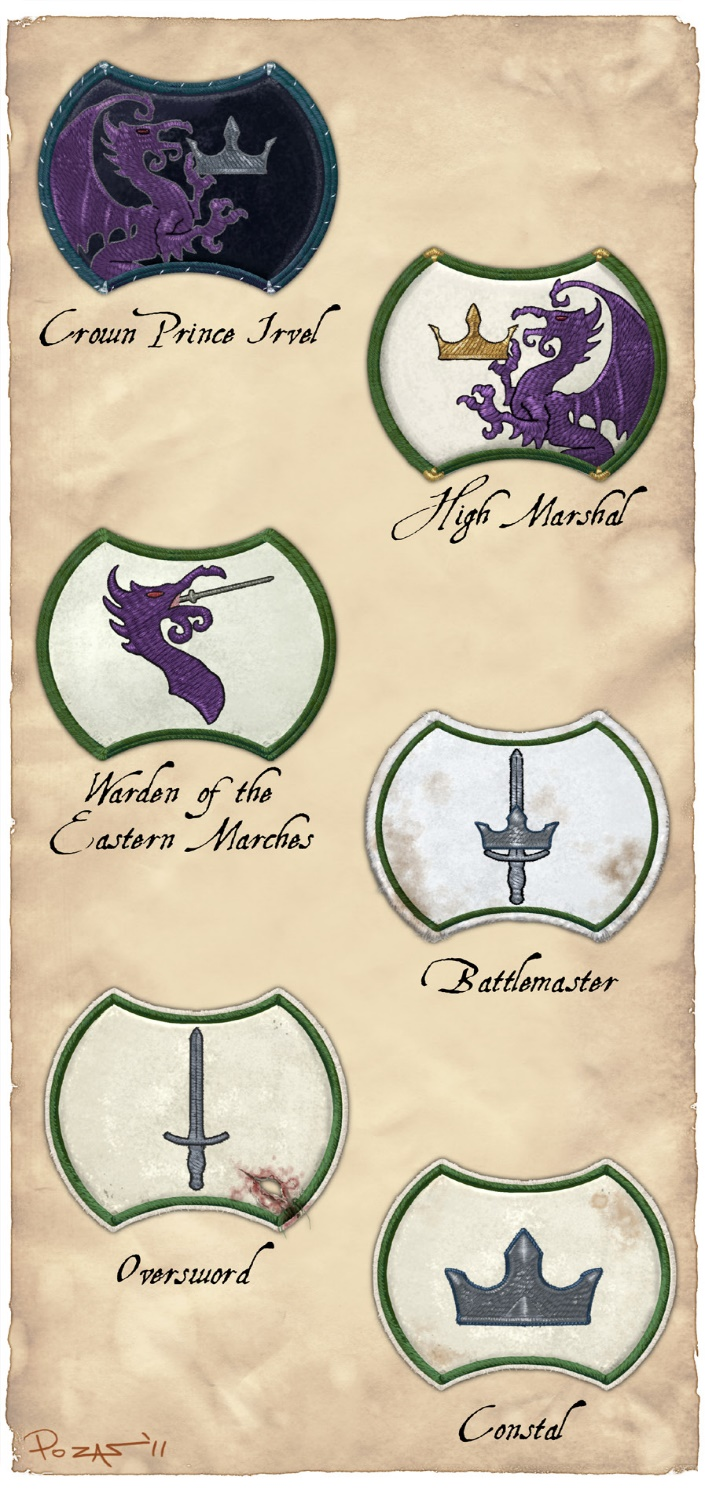 Crown Prince Irvel
High Marshal
Warden of the
Eastern Marches
Battlemaster
Oversword
Constal
POZAS '11